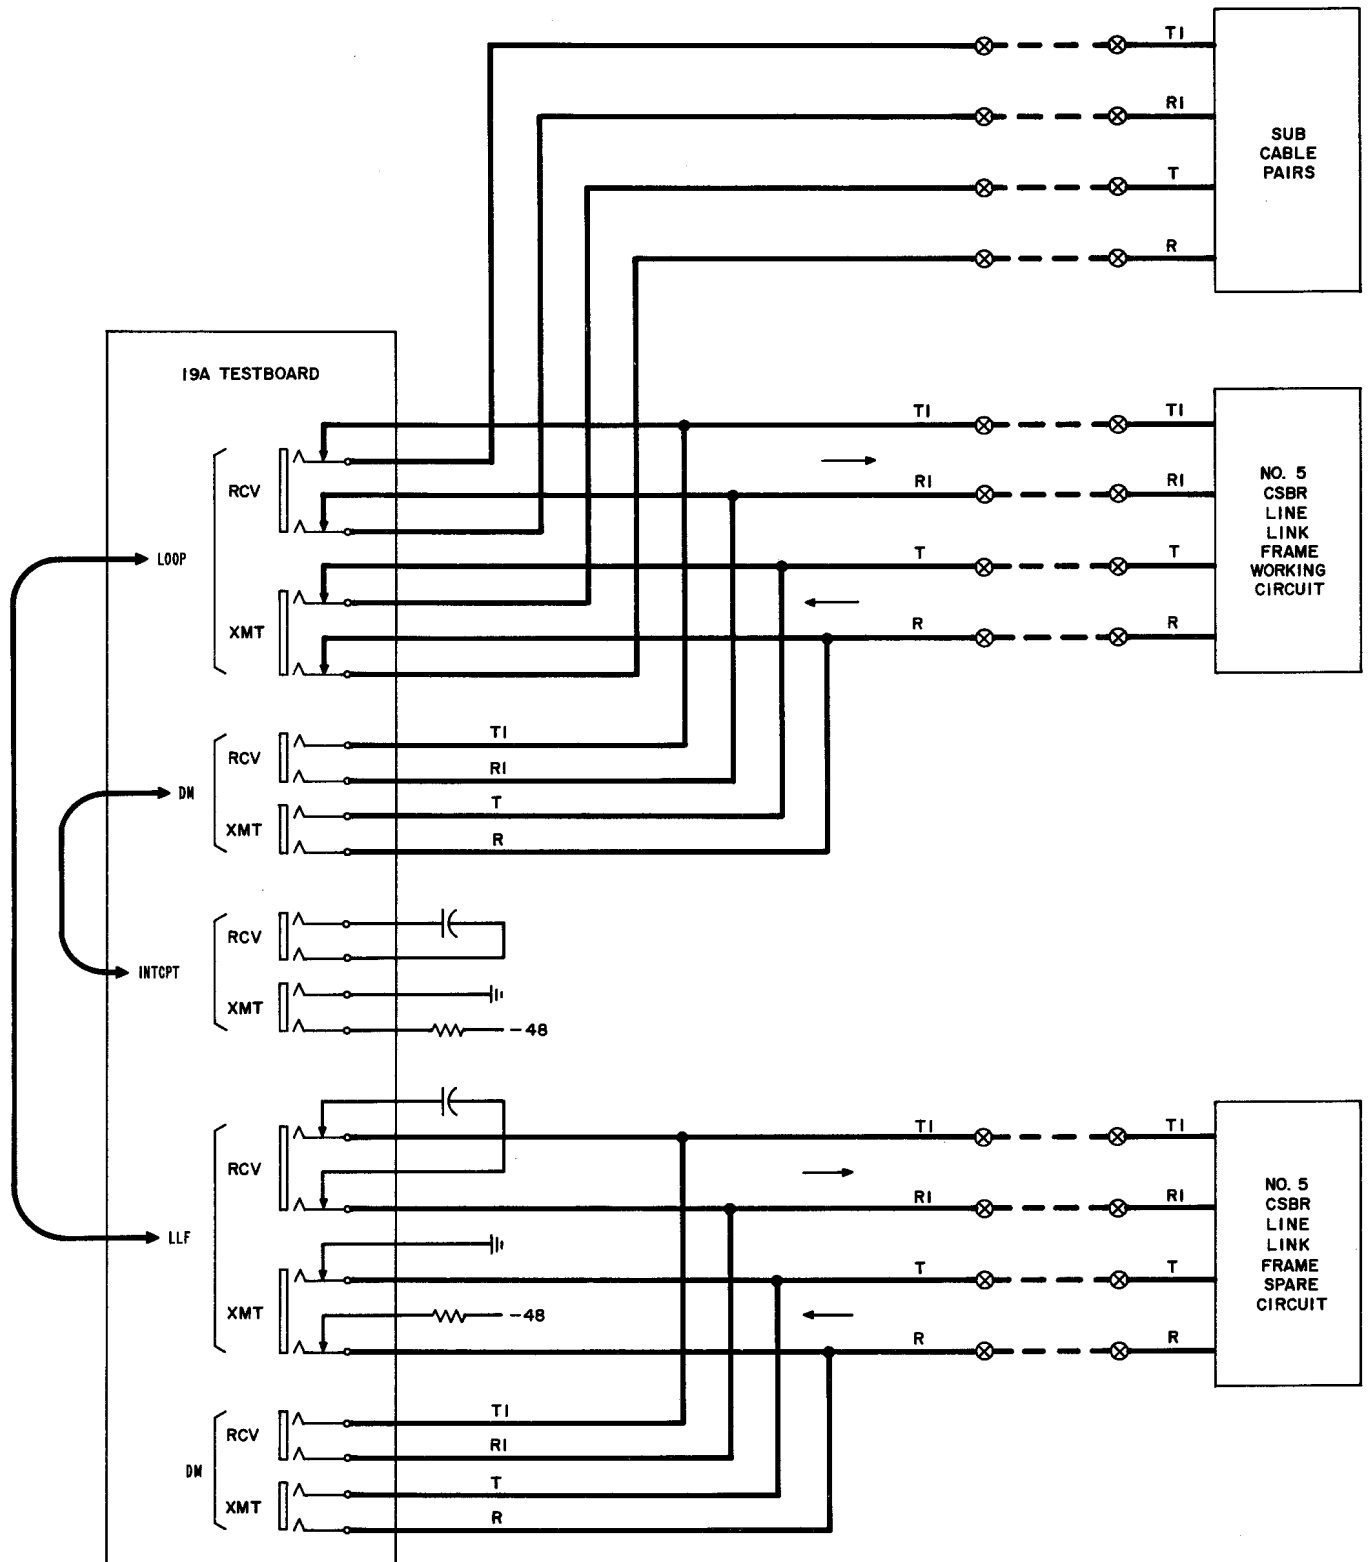 TI
RI
T
R
SUB
CABLE
PAIRS
19A TESTBOARD
RCV
XMT
LOOP
TI
RI
T
R
TI
RI
T
R
NO. 5
CSBR
LINE
LINK
FRAME
WORKING
CIRCUIT
RCV
XMT
DM
TI
RI
T
R
RCV
XMT
INTCPT
-48
RCV
XMT
LLF
-48
TI
RI
T
R
TI
RI
T
R
NO. 5
CSBR
LINE
LINK
FRAME
SPARE
CIRCUIT
RCV
XMT
DM
TI
RI
T
R